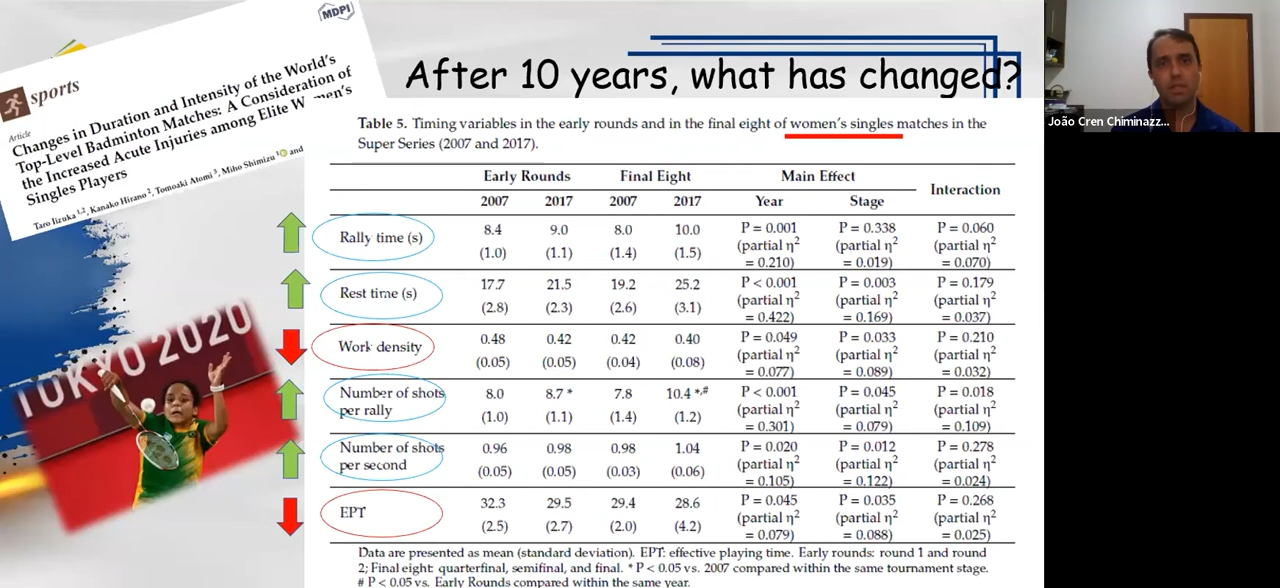 MDPI
sports
Article
Changes in Duration and Intensity of the World's
Top-Level Badminton Matches: A Consideration of
the Increased Acute Injuries among Elite Women's
Singles Players
Taro Iizuka 1,2, Kanako Hirano 2, Tomoaki Atomi 3, Miho Shimizu 1 and
After 10 years, what has changed?
João Cren Chiminazz...
Table 5. Timing variables in the early rounds and in the final eight of women's singles matches in the
Super Series (2007 and 2017).
Early Rounds Final Eight Main Effect Interaction
2007 2017 2007 2017 Year Stage
Rally time (s) 8.4 9.0 8.0 10.0 P = 0.001 P = 0.338 P = 0.060
(1.0) (1.1) (1.4) (1.5) (partial η² (partial η² (partial η²
= 0.210) = 0.019) = 0.070)
Rest time (s) 17.7 21.5 19.2 25.2 P < 0.001 P = 0.003 P = 0.179
(2.8) (2.3) (2.6) (3.1) (partial η² (partial η² (partial η²
= 0.422) = 0.169) = 0.037)
Work density 0.48 0.42 0.42 0.40 P = 0.049 P = 0.033 P = 0.210
(0.05) (0.05) (0.04) (0.08) (partial η² (partial η² (partial η²
= 0.077) = 0.089) = 0.032)
Number of shots per rally 8.0 8.7 * 7.8 10.4 *,# P < 0.001 P = 0.045 P = 0.018
(1.0) (1.1) (1.4) (1.2) (partial η² (partial η² (partial η²
= 0.301) = 0.079) = 0.109)
Number of shots per second 0.96 0.98 0.98 1.04 P = 0.020 P = 0.012 P = 0.278
(0.05) (0.05) (0.03) (0.06) (partial η² (partial η² (partial η²
= 0.105) = 0.122) = 0.024)
EPT 32.3 29.5 29.4 28.6 P = 0.045 P = 0.035 P = 0.268
(2.5) (2.7) (2.0) (4.2) (partial η² (partial η² (partial η²
= 0.079) = 0.088) = 0.025)
Data are presented as mean (standard deviation). EPT: effective playing time. Early rounds: round 1 and round
2; Final eight: quarterfinal, semifinal, and final. * P < 0.05 vs. 2007 compared within the same tournament stage.
# P < 0.05 vs. Early Rounds compared within the same year.
TOKYO 2020